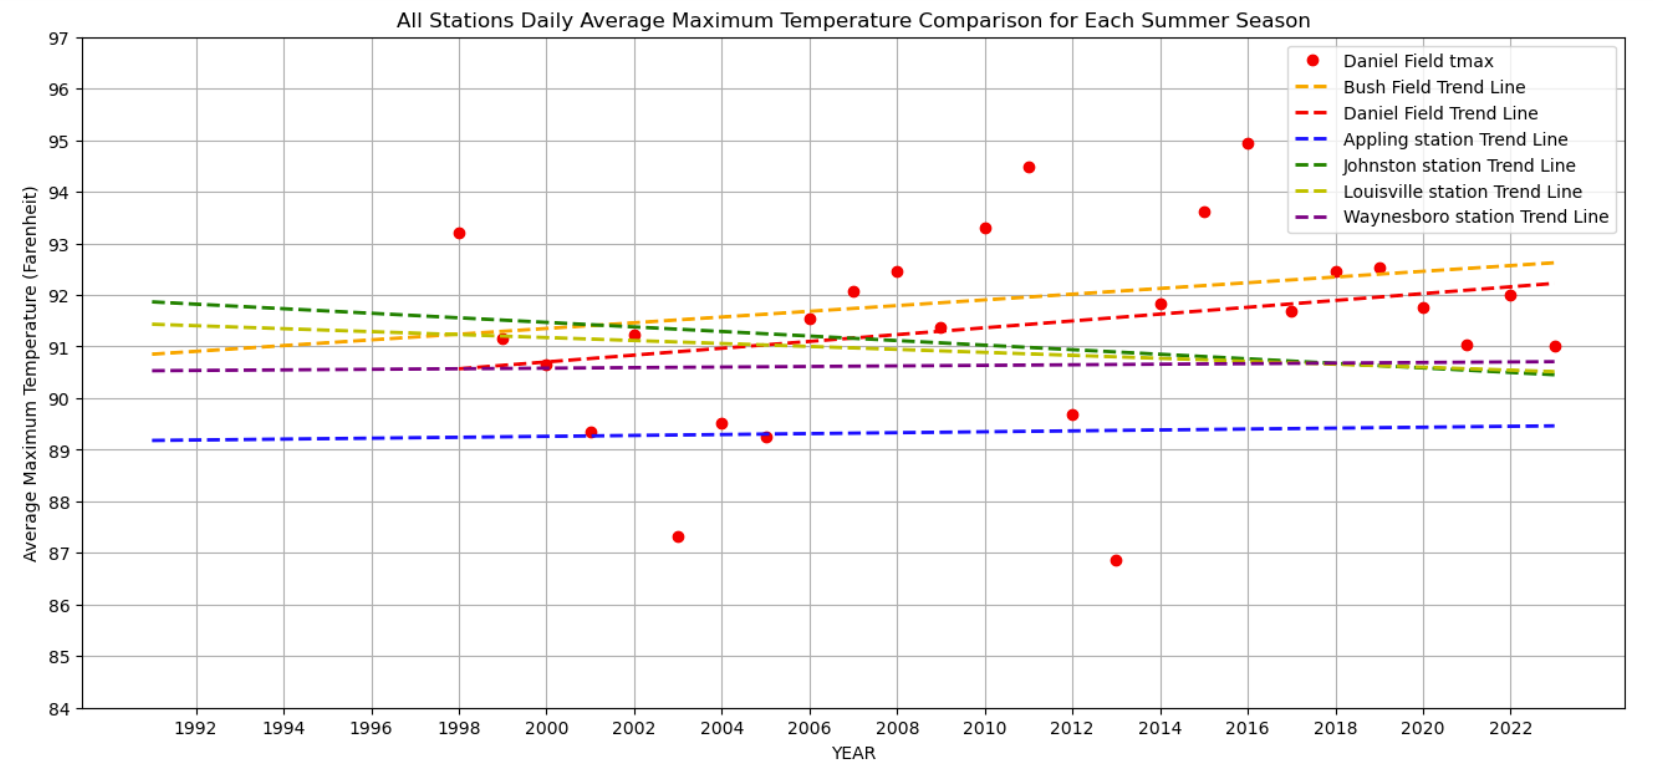 All Stations Daily Average Maximum Temperature Comparison for Each Summer Season
97
96
95
94
93
92
91
90
89
88
87
86
85
84
Average Maximum Temperature (Farenheit)
Daniel Field tmax
Bush Field Trend Line
Daniel Field Trend Line
Appling station Trend Line
Johnston station Trend Line
Louisville station Trend Line
Waynesboro station Trend Line
1992 1994 1996 1998 2000 2002 2004 2006 2008 2010 2012 2014 2016 2018 2020 2022
YEAR